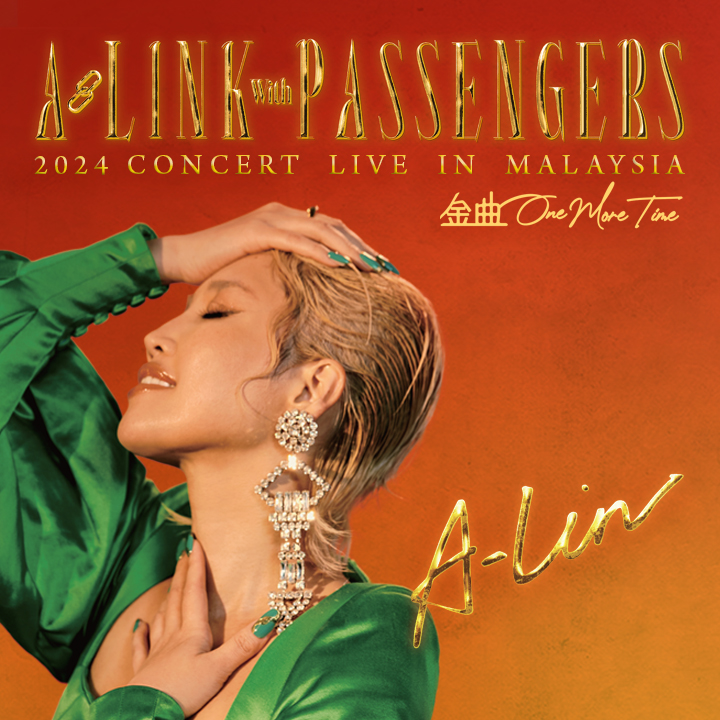 A-LINK With PASSENGERS
2024 CONCERT LIVE IN MALAYSIA
金曲 One More Time
A-Lin